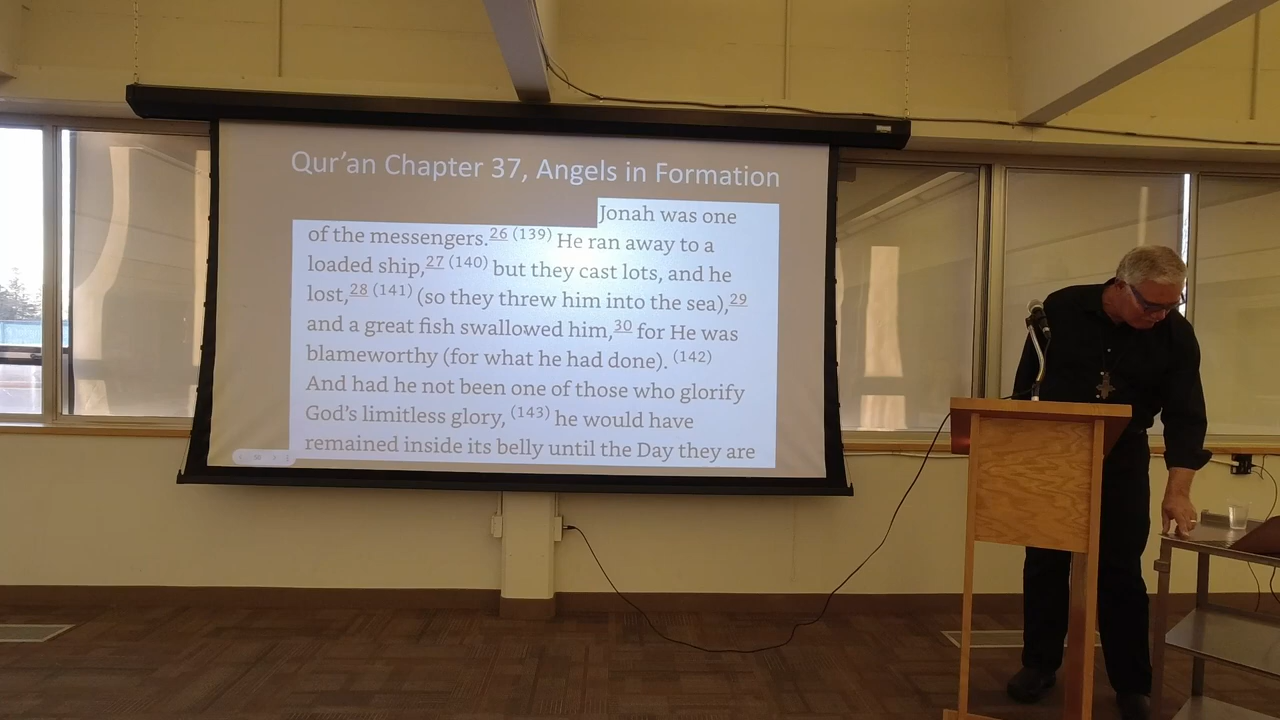 Qur'an Chapter 37, Angels in Formation
Jonah was one
of the messengers.26 (139) He ran away to a
loaded ship,27 (140) but they cast lots, and he
lost,28 (141) (so they threw him into the sea),29
and a great fish swallowed him,30 for He was
blameworthy (for what he had done). (142)
And had he not been one of those who glorify
God's limitless glory, (143) he would have
remained inside its belly until the Day they are